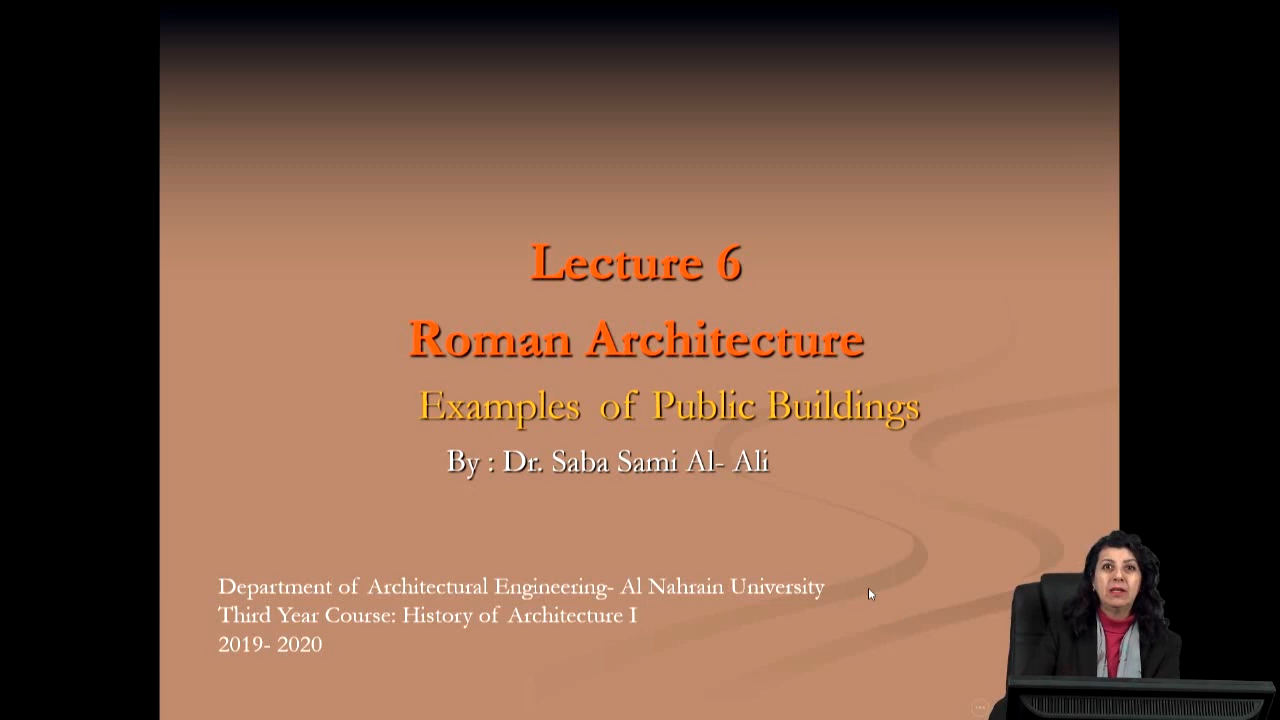 Lecture 6
Roman Architecture
Examples of Public Buildings
By : Dr. Saba Sami Al- Ali
Department of Architectural Engineering- Al Nahrain University
Third Year Course: History of Architecture I
2019- 2020